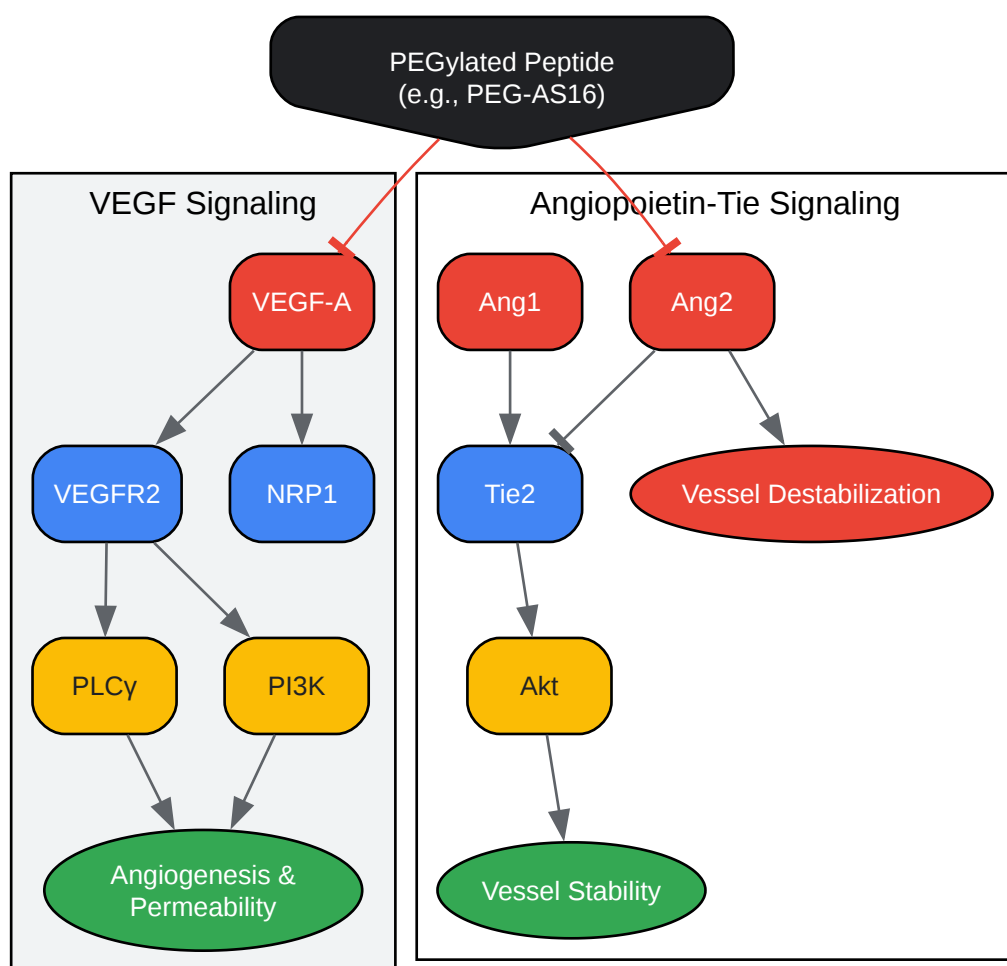 PEGylated Peptide
(e.g., PEG-AS16)
VEGF Signaling
Angiopoietin-Tie Signaling
VEGF-A
Ang1
Ang2
VEGFR2
NRP1
Tie2
Vessel Destabilization
PLCγ
PI3K
Akt
Angiogenesis &
Permeability
Vessel Stability